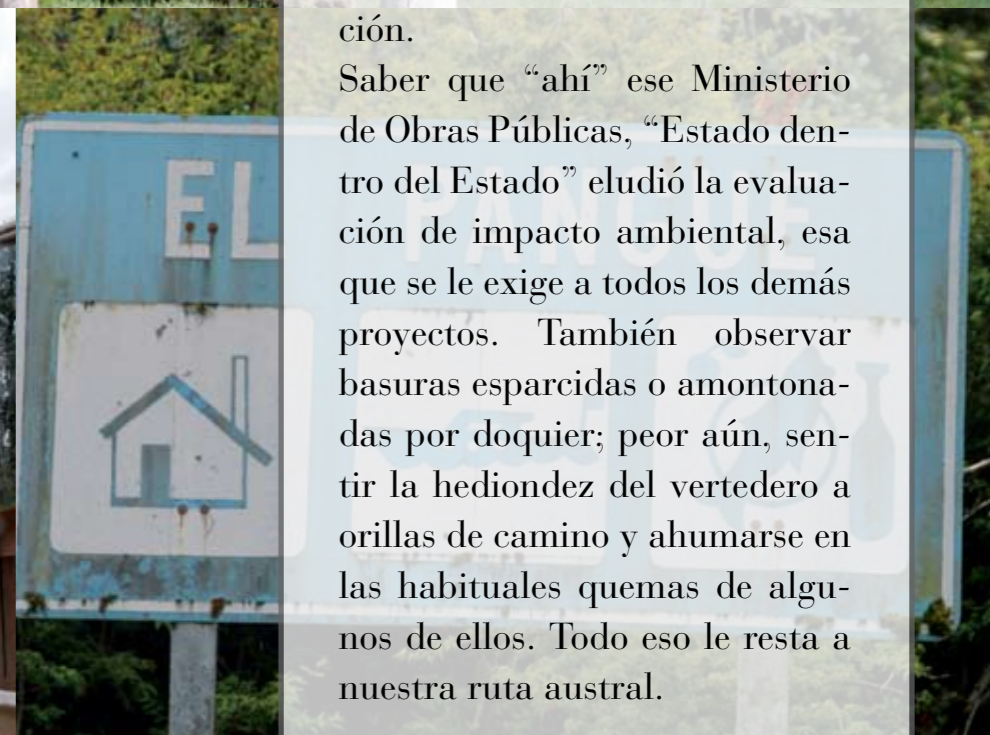 ción.
Saber que “ahí” ese Ministerio
de Obras Públicas, “Estado den-
tro del Estado” eludió la evalua-
ción de impacto ambiental, esa
que se le exige a todos los demás
proyectos. También observar
basuras esparcidas o amontona-
das por doquier; peor aún, sen-
tir la hediondez del vertedero a
orillas de camino y ahumarse en
las habituales quemas de algu-
nos de ellos. Todo eso le resta a
nuestra ruta austral.
EL PANGUE